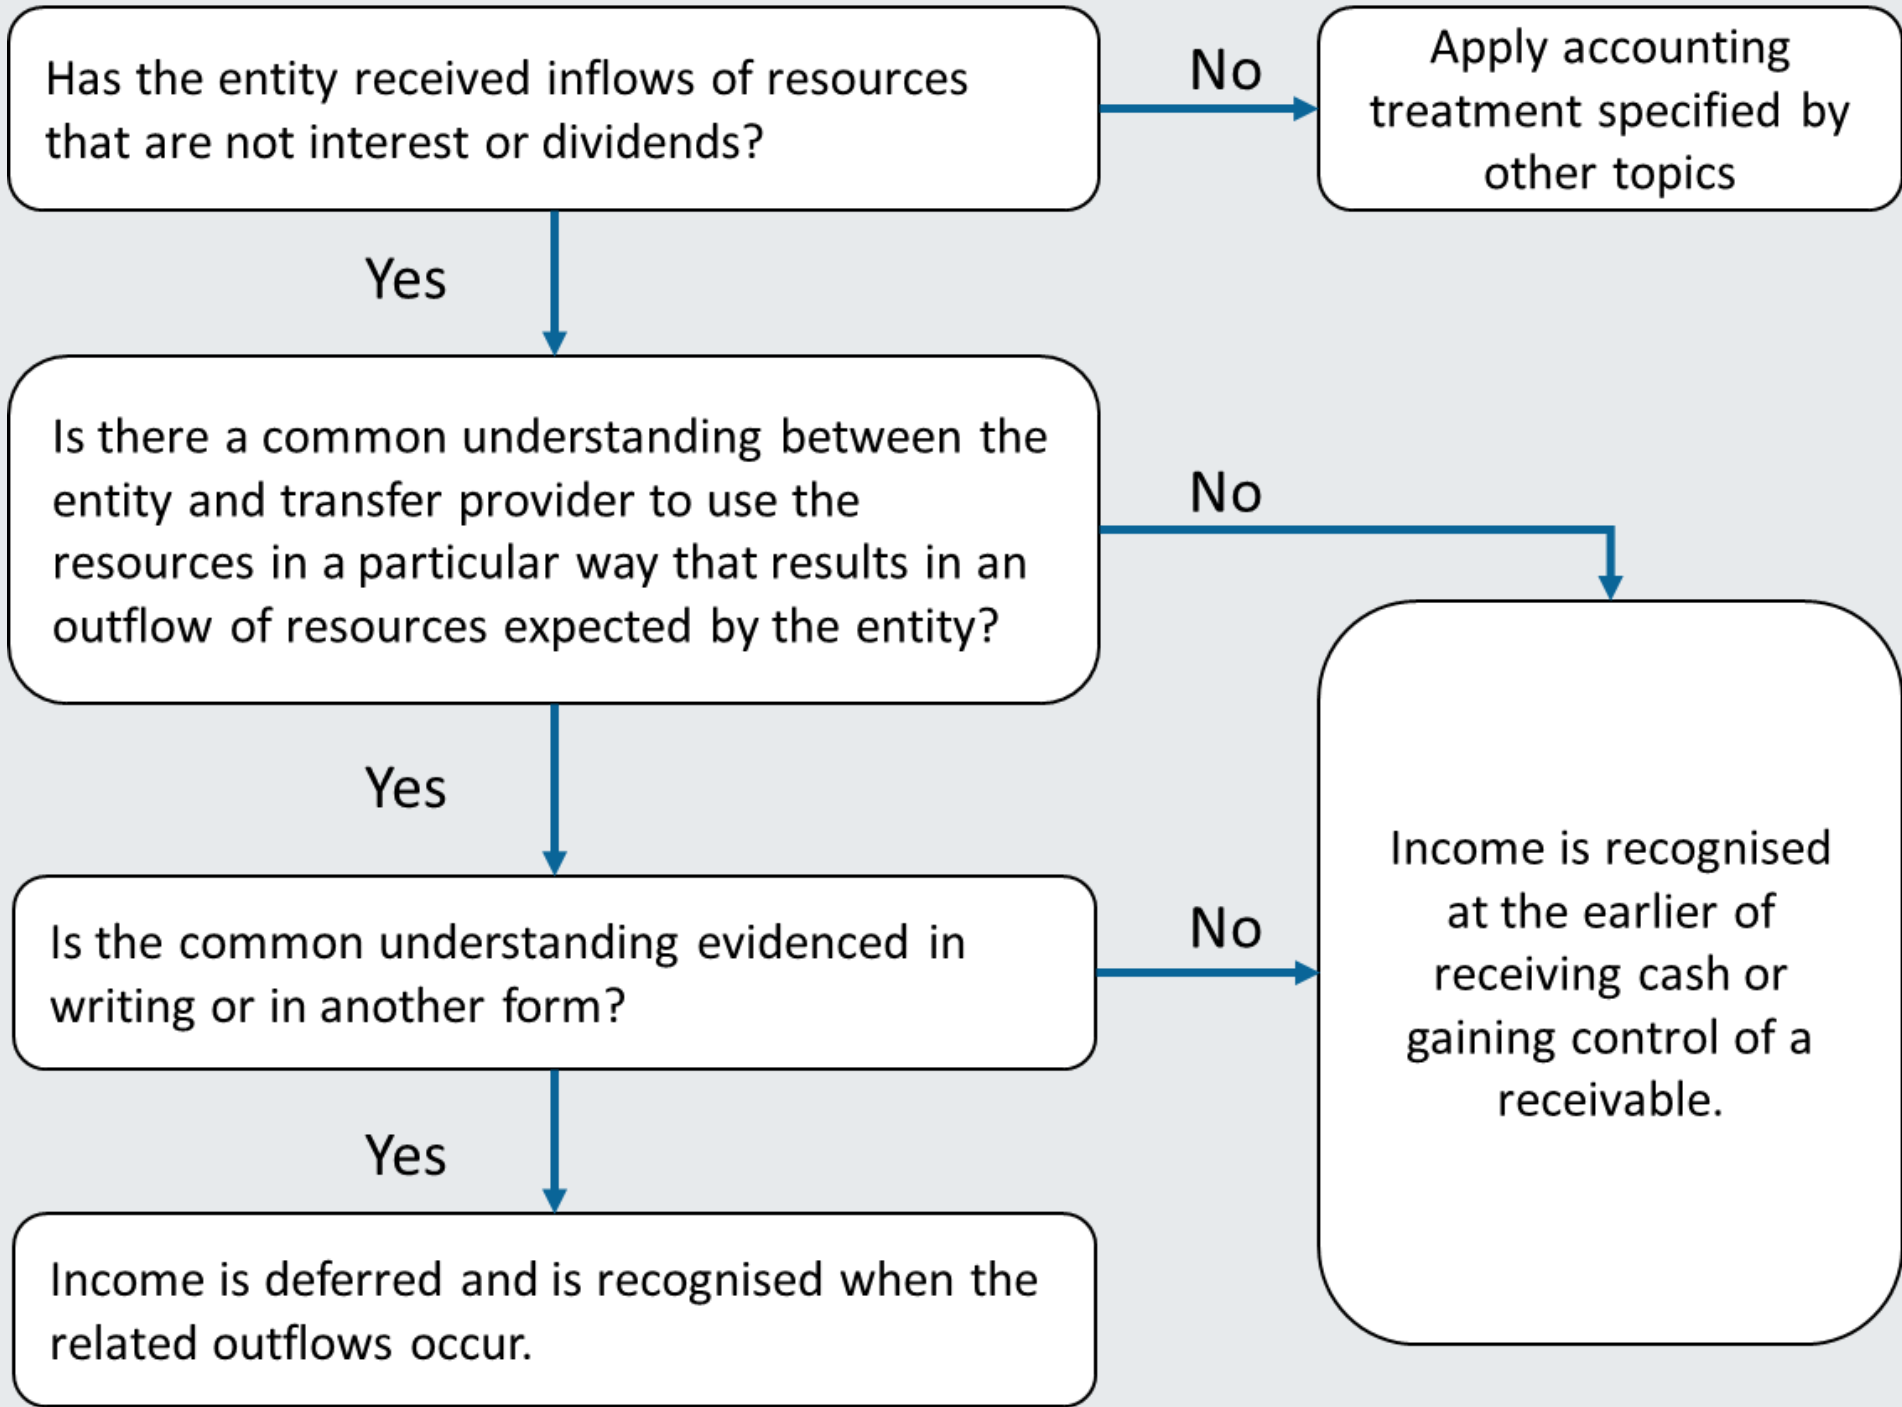 Has the entity received inflows of resources
that are not interest or dividends?
No
Apply accounting
treatment specified by
other topics
Yes
Is there a common understanding between the
entity and transfer provider to use the
resources in a particular way that results in an
outflow of resources expected by the entity?
No
Yes
Is the common understanding evidenced in
writing or in another form?
No
Income is recognised
at the earlier of
receiving cash or
gaining control of a
receivable.
Yes
Income is deferred and is recognised when the
related outflows occur.